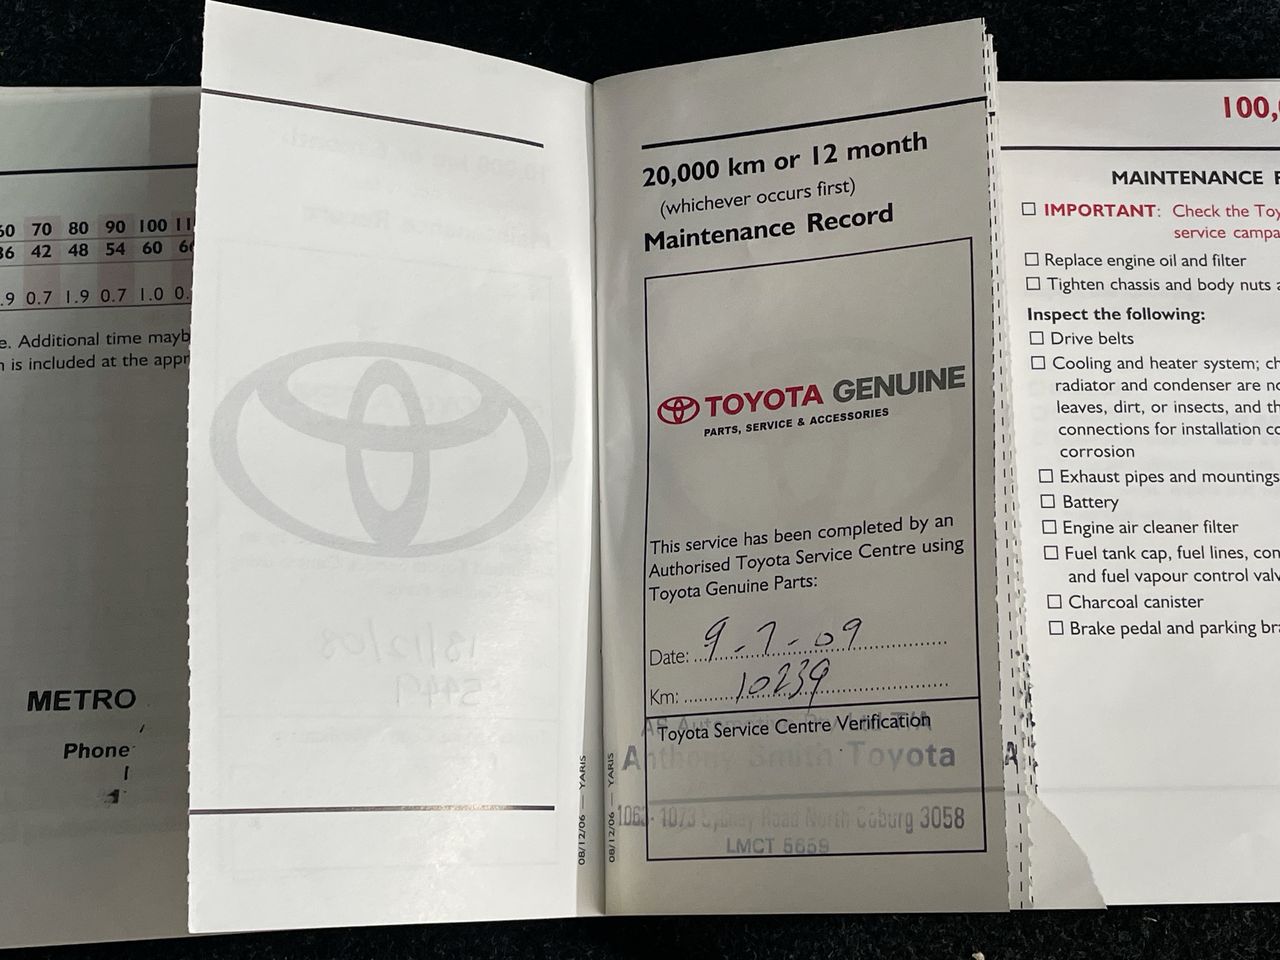 60 70 80 90 100 11
36 42 48 54 60 6
.9 0.7 1.9 0.7 1.0 0.
e. Additional time mayb
n is included at the appr
METRO
Phone
08/12/06 — YARIS
08/12/06 — YARIS
20,000 km or 12 month
(whichever occurs first)
Maintenance Record
TOYOTA GENUINE
PARTS, SERVICE & ACCESSORIES
This service has been completed by an
Authorised Toyota Service Centre using
Toyota Genuine Parts:
Date: 9-7-09
Km: 10239
Toyota Service Centre Verification
Anthony Smith Toyota
Sydney Road North Coburg 3058
LMCT 5659
100,
MAINTENANCE
IMPORTANT: Check the Toy
service campa
Replace engine oil and filter
Tighten chassis and body nuts a
Inspect the following:
Drive belts
Cooling and heater system; ch
radiator and condenser are no
leaves, dirt, or insects, and th
connections for installation co
corrosion
Exhaust pipes and mountings
Battery
Engine air cleaner filter
Fuel tank cap, fuel lines, con
and fuel vapour control valv
Charcoal canister
Brake pedal and parking bra